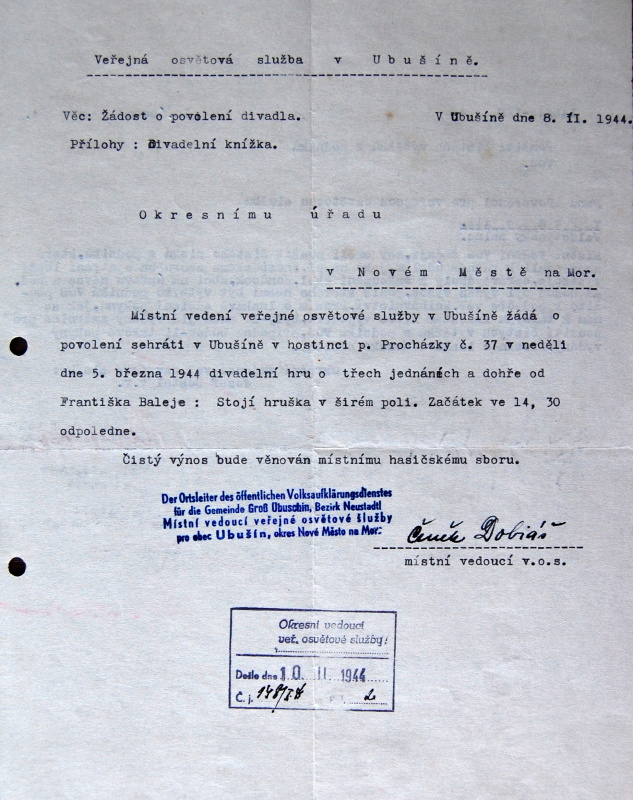 Veřejná osvětová služba v Ubušíně.
Věc: Žádost o povolení divadla.
V Ubušíně dne 8. II. 1944.
Přílohy : Divadelní knížka.
Okresnímu úřadu
v Novém Městě na Mor.
Místní vedení veřejné osvětové služby v Ubušíně žádá o
povolení sehráti v Ubušíně v hostinci p. Procházky č. 37 v neděli
dne 5. března 1944 divadelní hru o třech jednáních a dohře od
Františka Baleje : Stojí hruška v širém poli. Začátek ve 14, 30
odpoledne.
Čistý výnos bude věnován místnímu hasičskému sboru.
Der Ortsleiter des öffentlichen Volksaufklärungsdienstes
für die Gemeinde Groß Ubuschin, Bezirk Neustadtl
Místní vedoucí veřejné osvětové služby
pro obec Ubušín, okres Nové Město na Mor.
Čeněk Dobiáš
místní vedoucí v.o.s.
Okresní vedoucí
veř. osvětové služby:
Došlo dne 10. II. 1944
Č. j.